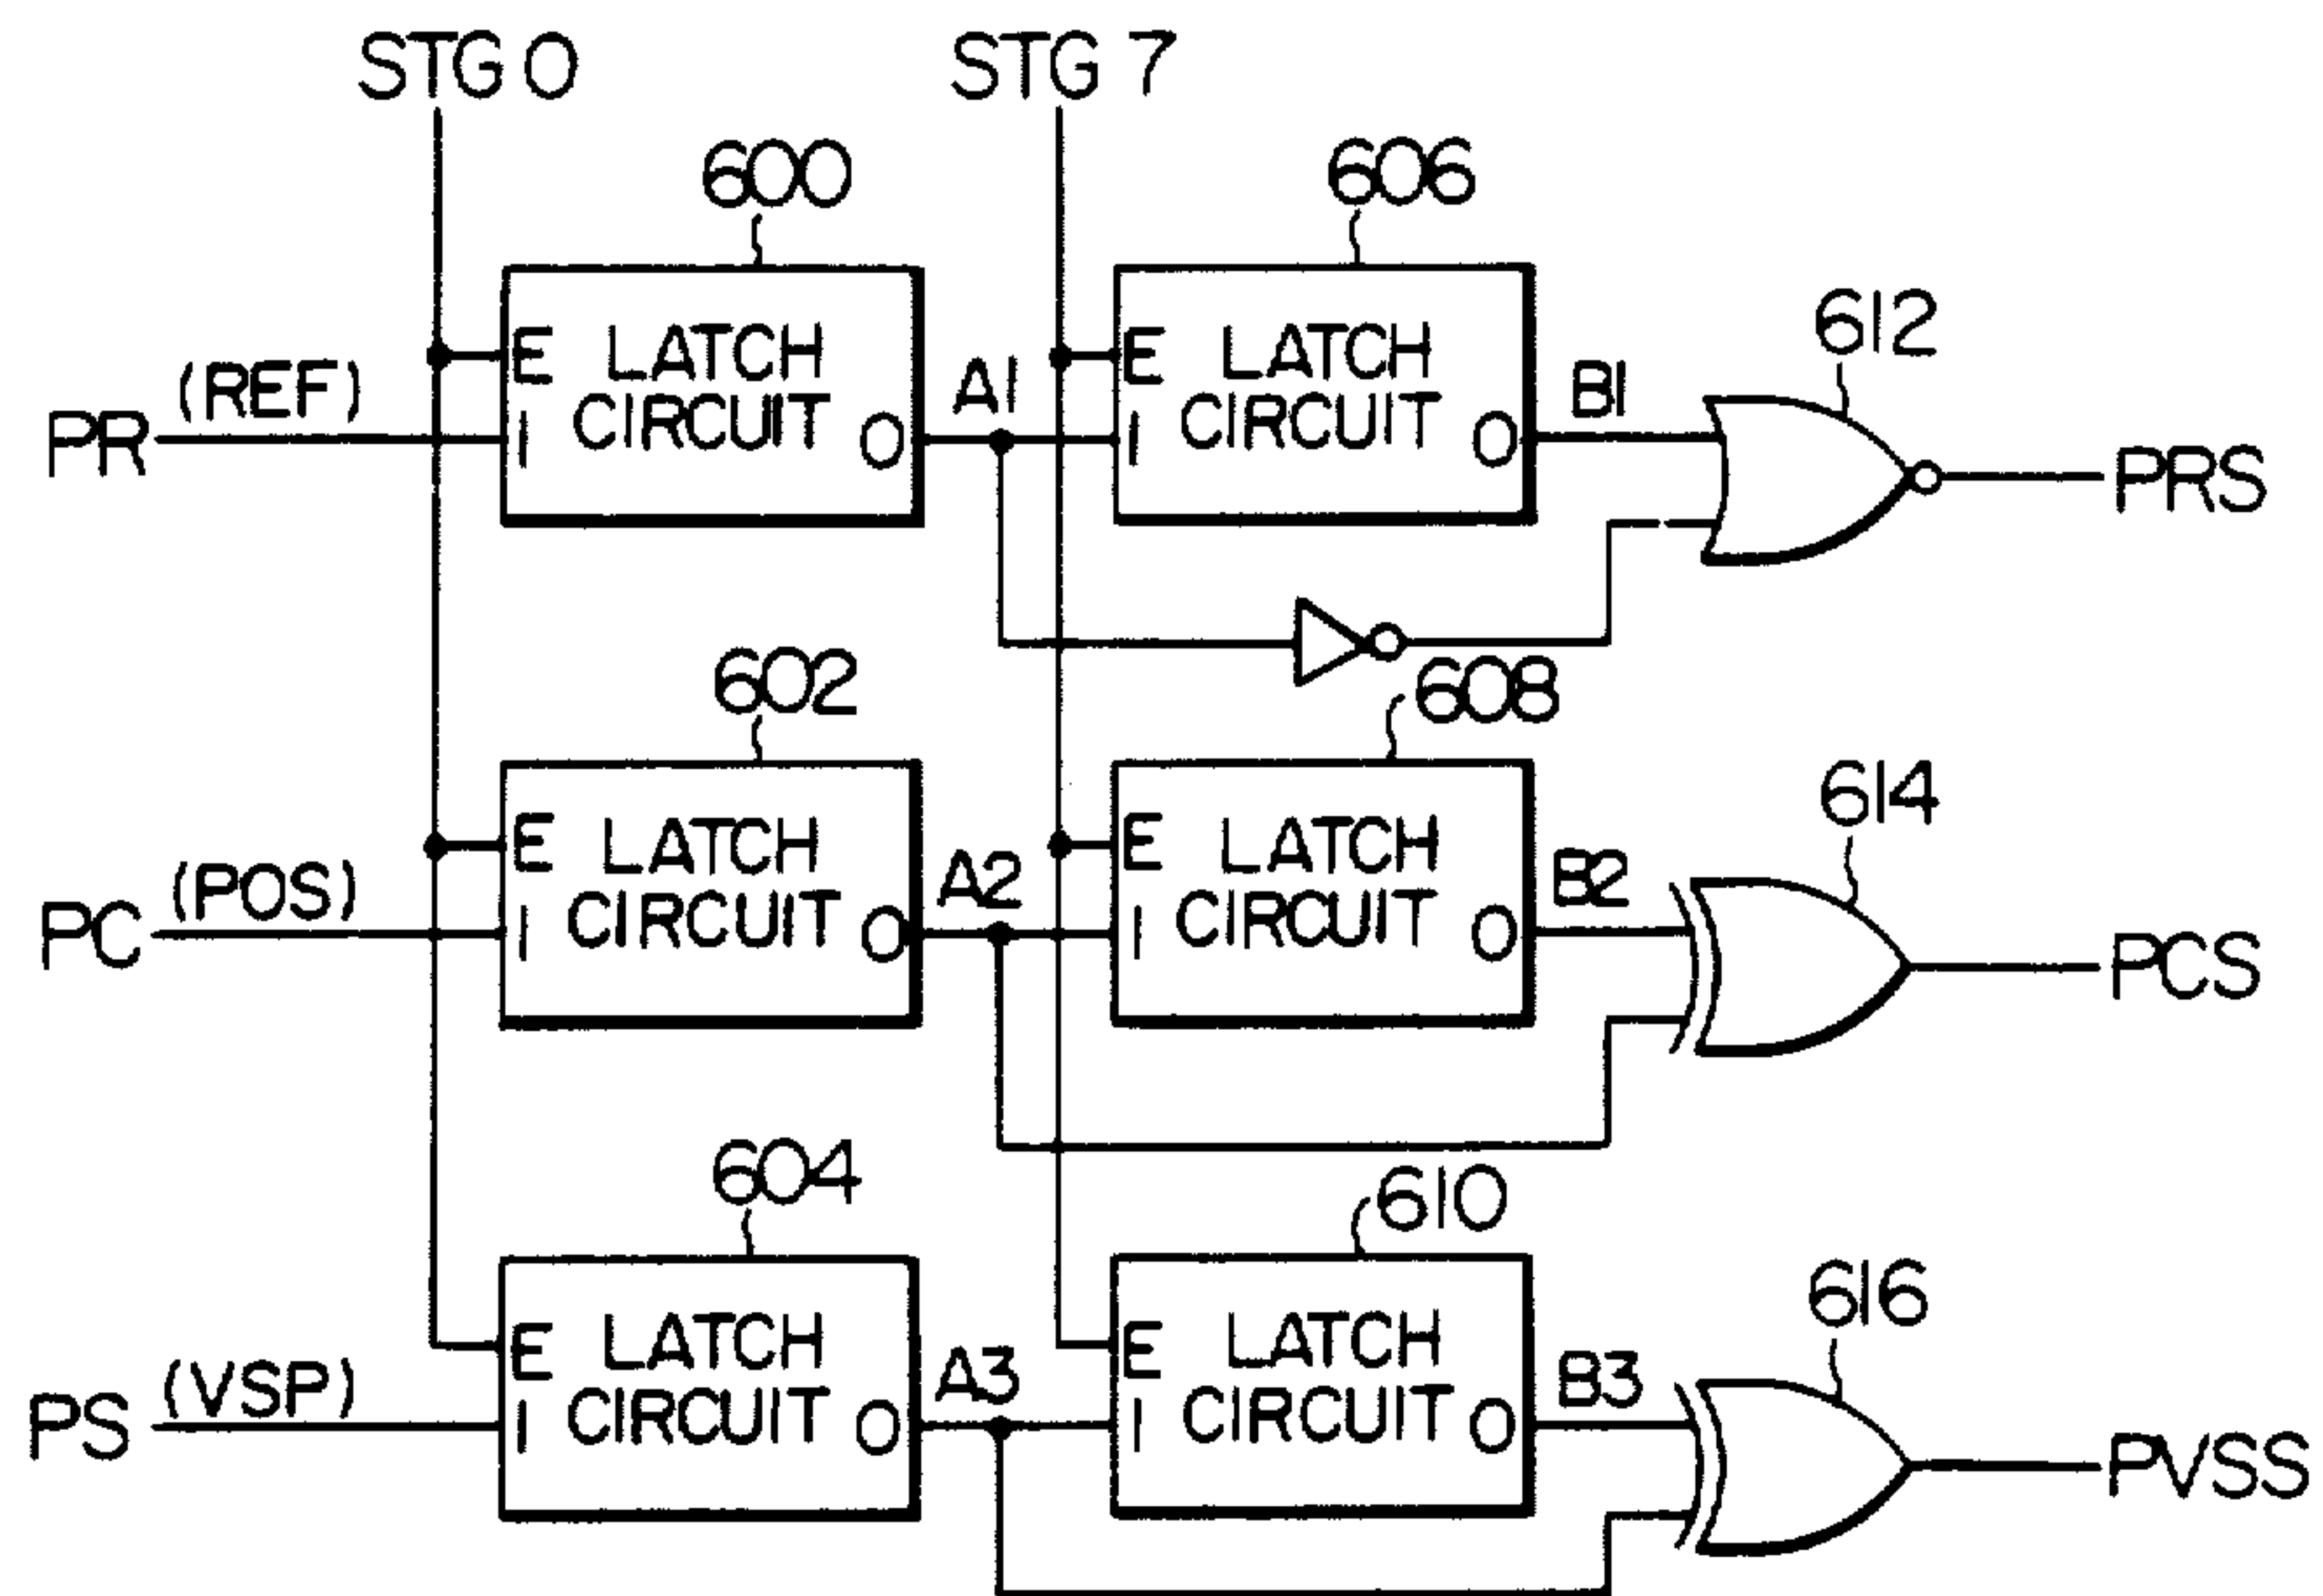 STG 0
STG 7
600
606
612
E LATCH
CIRCUIT
I
O
(REF)
PR
A1
E LATCH
CIRCUIT
I
O
B1
PRS
602
608
614
E LATCH
CIRCUIT
I
O
(POS)
PC
A2
E LATCH
CIRCUIT
I
O
B2
PCS
604
610
616
E LATCH
CIRCUIT
I
O
(VSP)
PS
A3
E LATCH
CIRCUIT
I
O
B3
PVSS